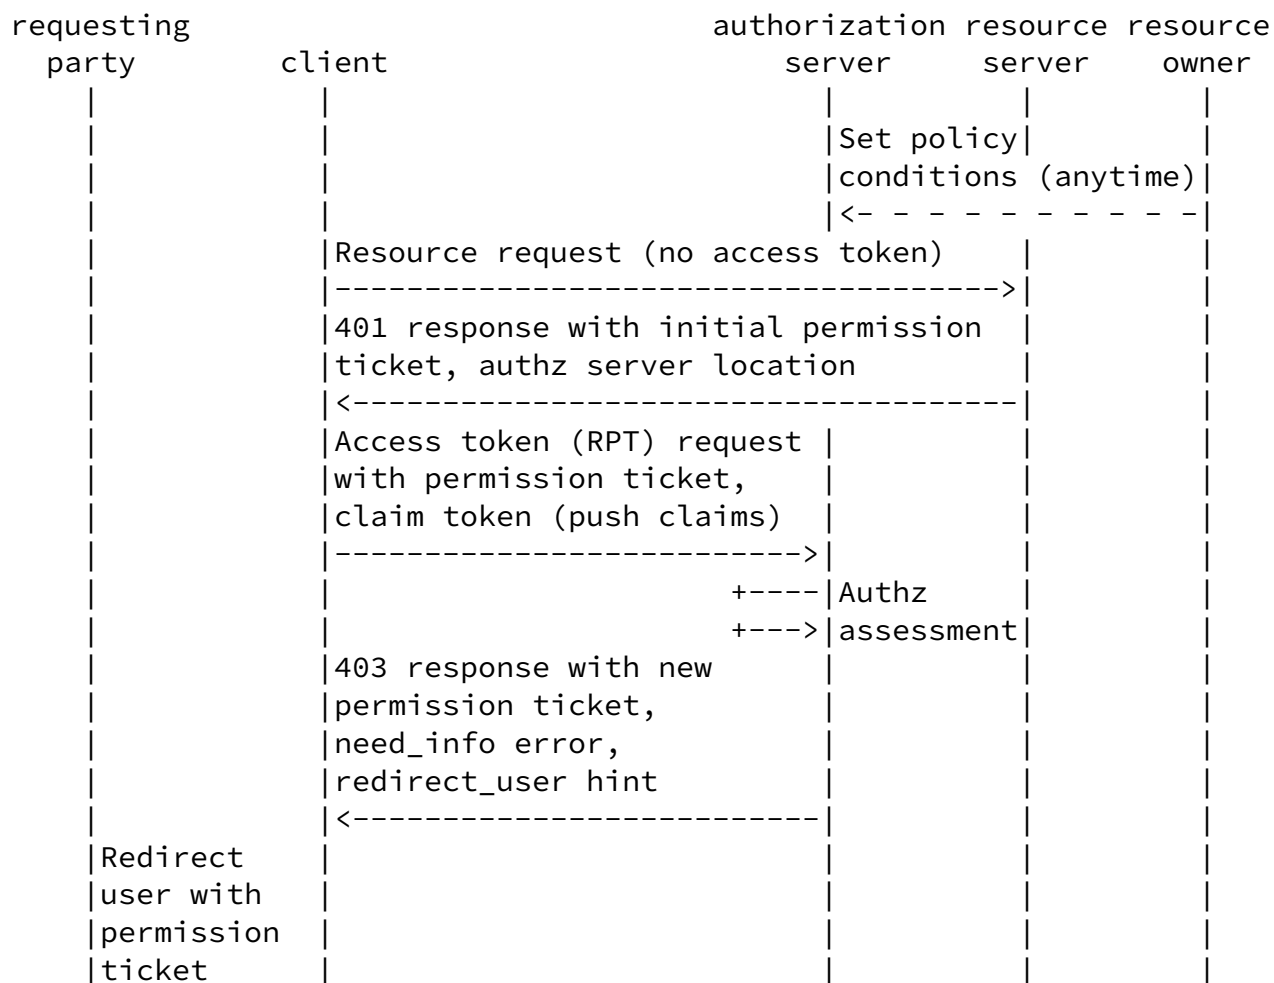 requesting authorization resource resource
party client server server owner
Set policy
conditions (anytime)
Resource request (no access token)
401 response with initial permission
ticket, authz server location
Access token (RPT) request
with permission ticket,
claim token (push claims)
Authz
assessment
403 response with new
permission ticket,
need_info error,
redirect_user hint
Redirect
user with
permission
ticket